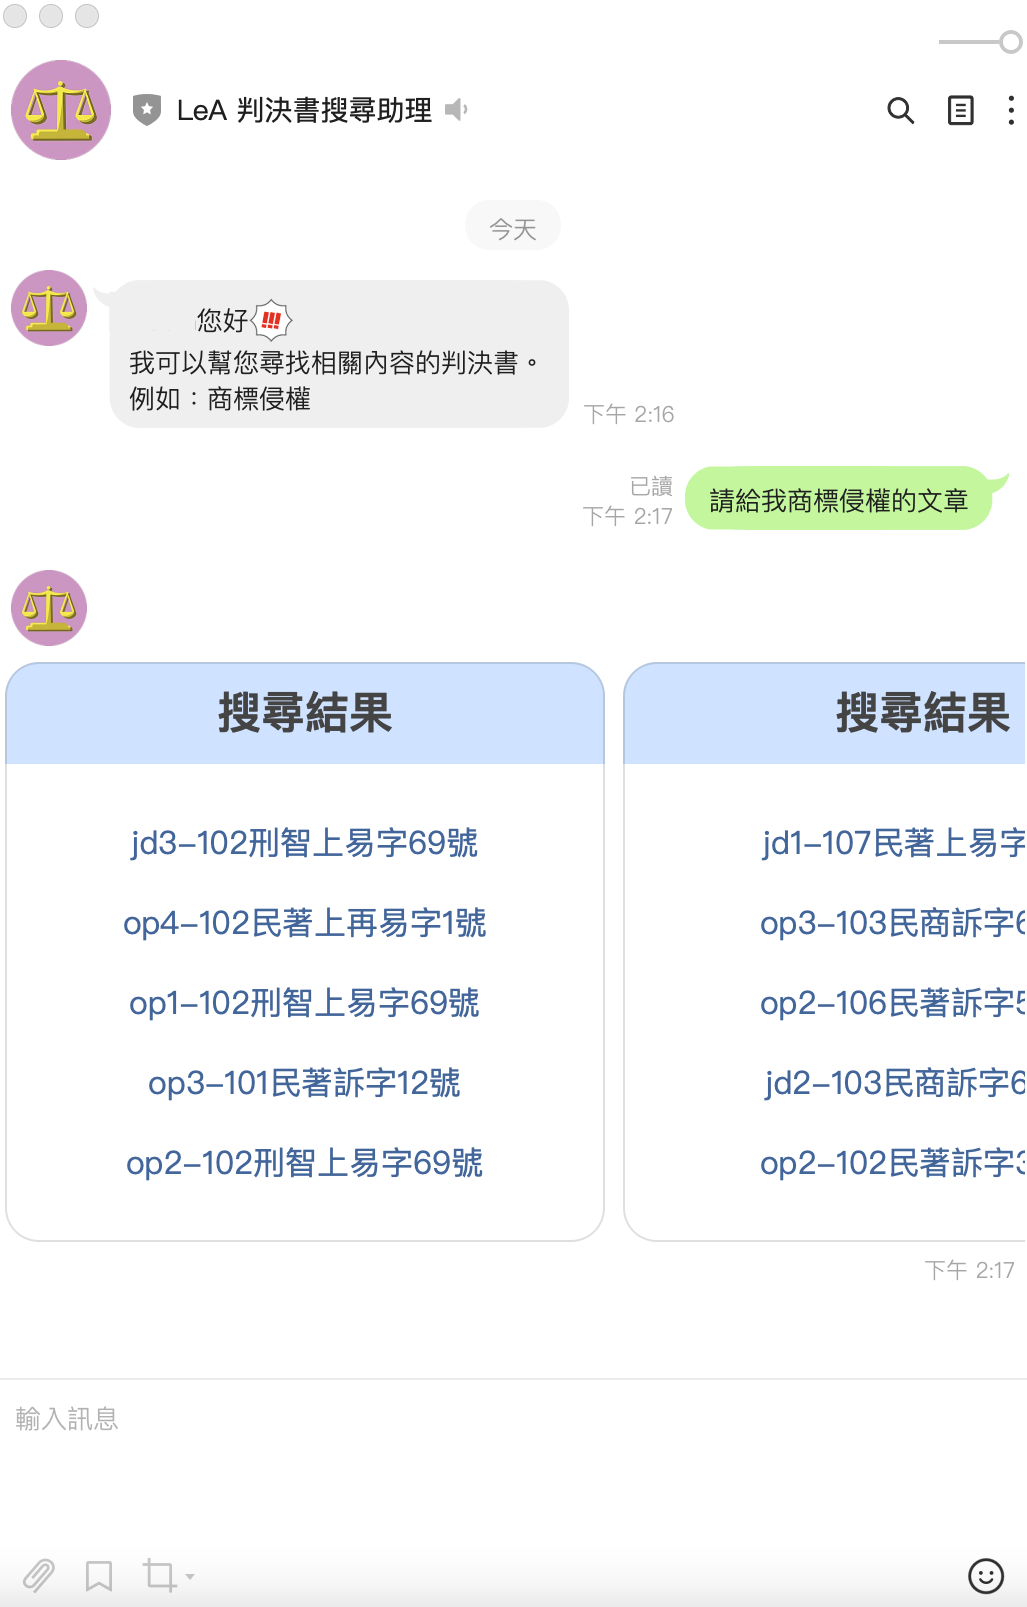 LeA 判決書搜尋助理
今天
您好
我可以幫您尋找相關內容的判決書。
例如：商標侵權
下午 2:16
已讀
下午 2:17
請給我商標侵權的文章
搜尋結果
jd3-102刑智上易字69號
op4-102民著上再易字1號
op1-102刑智上易字69號
op3-101民著訴字12號
op2-102刑智上易字69號
搜尋結果
jd1-107民著上易字
op3-103民商訴字6
op2-106民著訴字5
jd2-103民商訴字6
op2-102民著訴字3
下午 2:17
輸入訊息